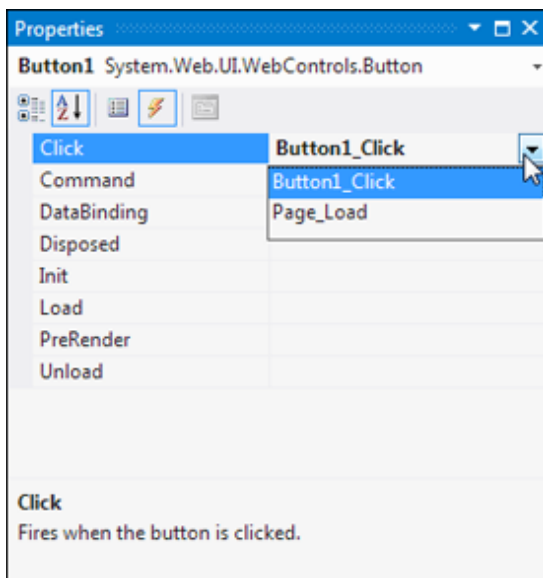 Properties
Button1 System.Web.UI.WebControls.Button
Click Button1_Click
Command Button1_Click
DataBinding Page_Load
Disposed
Init
Load
PreRender
Unload
Click
Fires when the button is clicked.